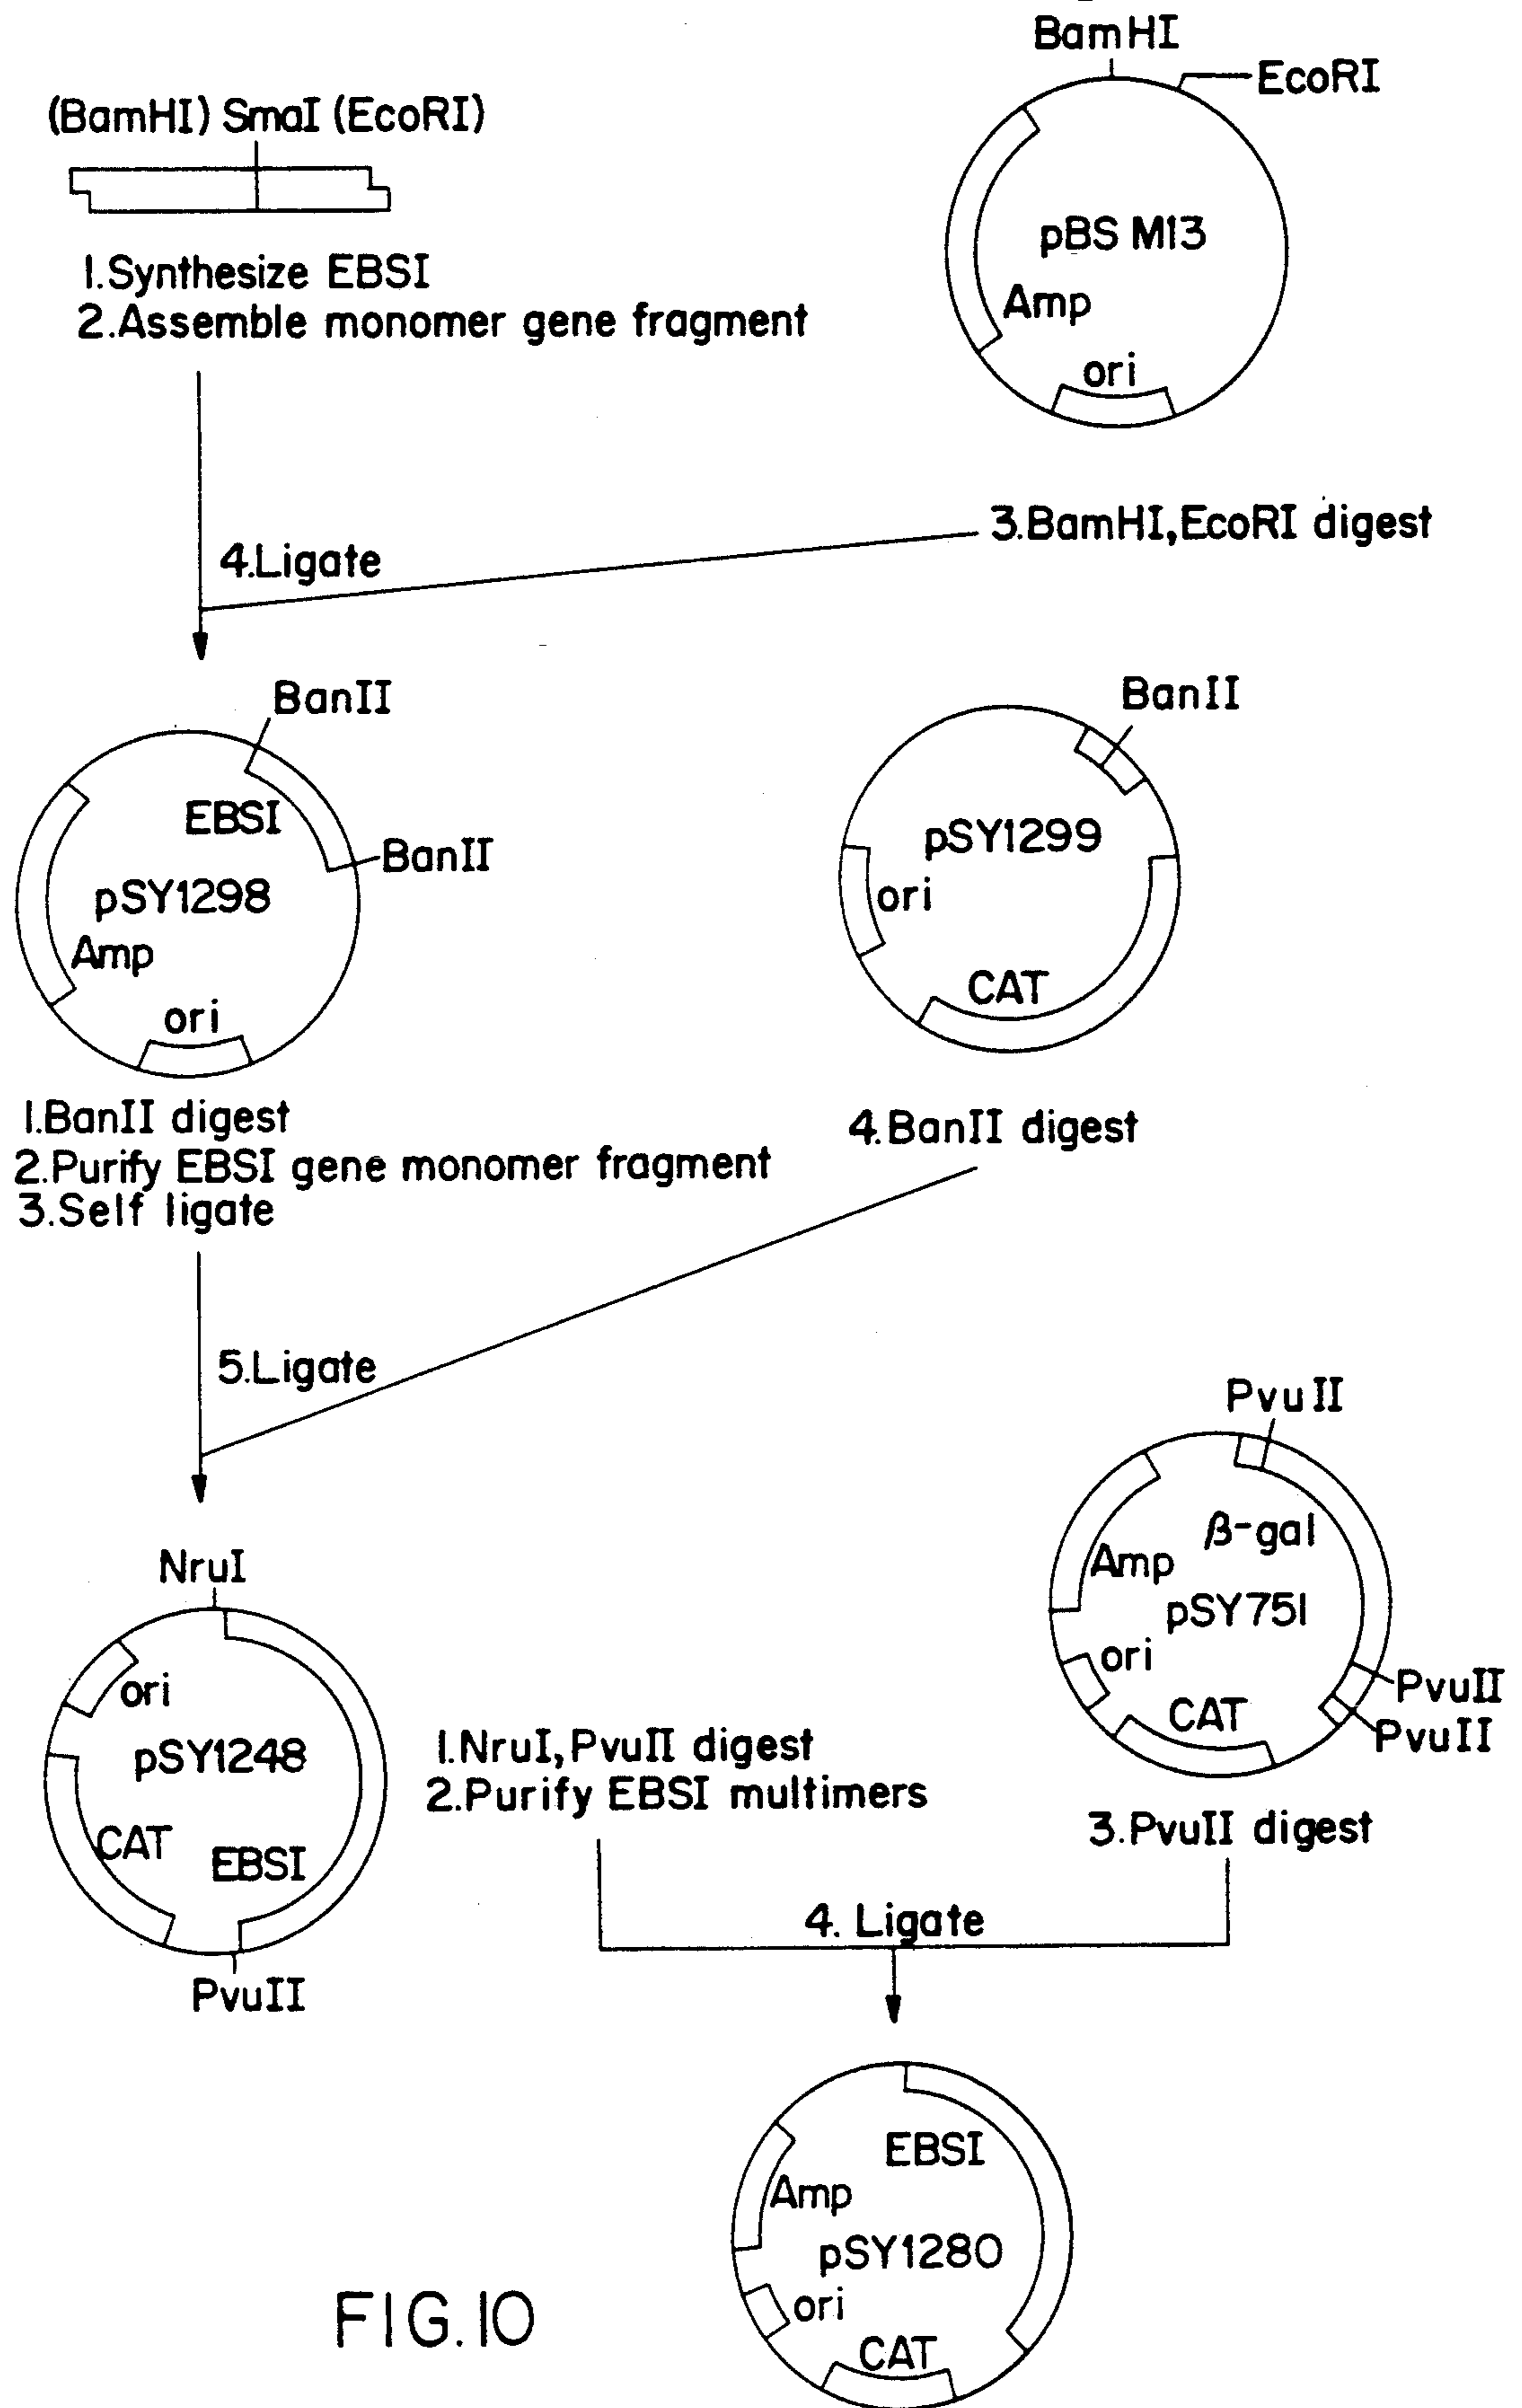 BamHI
EcoRI
(BamHI) SmaI (EcoRI)
pBS M13
Amp
ori
1.Synthesize EBSI
2.Assemble monomer gene fragment
3.BamHI,EcoRI digest
4.Ligate
BanII
EBSI
BanII
pSY1298
Amp
ori
BanII
pSY1299
ori
CAT
1.BanII digest
2.Purify EBSI gene monomer fragment
3.Self ligate
4.BanII digest
5.Ligate
PvuII
β-gal
Amp
pSY751
ori
PvuII
CAT
PvuII
NruI
ori
pSY1248
CAT
EBSI
PvuII
1.NruI,PvuII digest
2.Purify EBSI multimers
3.PvuII digest
4. Ligate
EBSI
Amp
pSY1280
ori
CAT
FIG.10